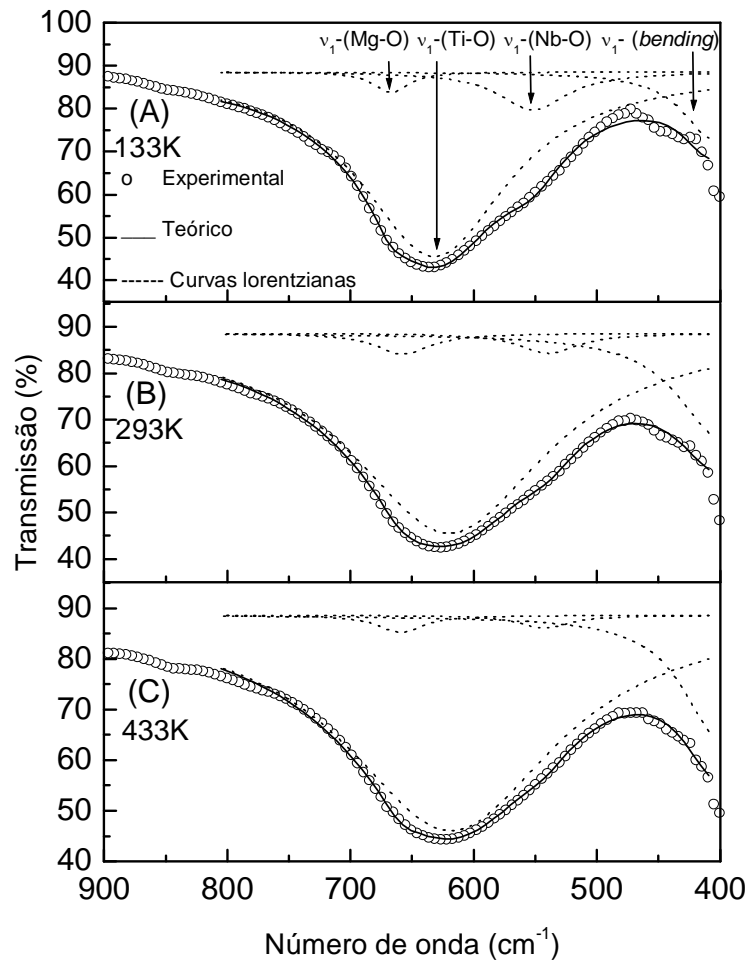 ν1-(Mg-O) ν1-(Ti-O) ν1-(Nb-O) ν1- (bending)
100
90
80
70
60
50
40
(A)
133K
o Experimental
___ Teórico
------ Curvas lorentzianas
90
80
70
60
50
40
(B)
293K
90
80
70
60
50
40
(C)
433K
Transmissão (%)
900 800 700 600 500 400
Número de onda (cm-1)